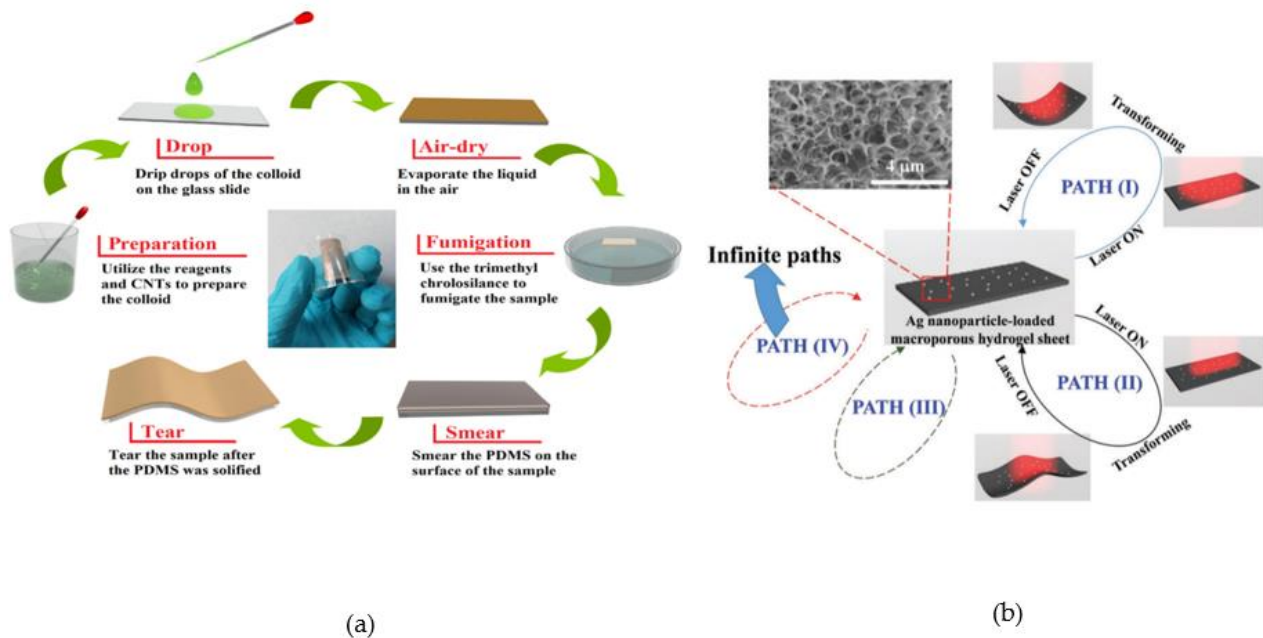 Drop
Drip drops of the colloid
on the glass slide
Air-dry
Evaporate the liquid
in the air
Preparation
Utilize the reagents
and CNTs to prepare
the colloid
Fumigation
Use the trimethyl
chrolosilance to
fumigate the sample
Tear
Tear the sample after
the PDMS was solified
Smear
Smear the PDMS on the
surface of the sample
(a)
4 μm
Transforming
Laser OFF
PATH (I)
Laser ON
Infinite paths
Ag nanoparticle-loaded
macroporous hydrogel sheet
PATH (IV)
PATH (III)
Laser ON
PATH (II)
Laser OFF
Transforming
(b)